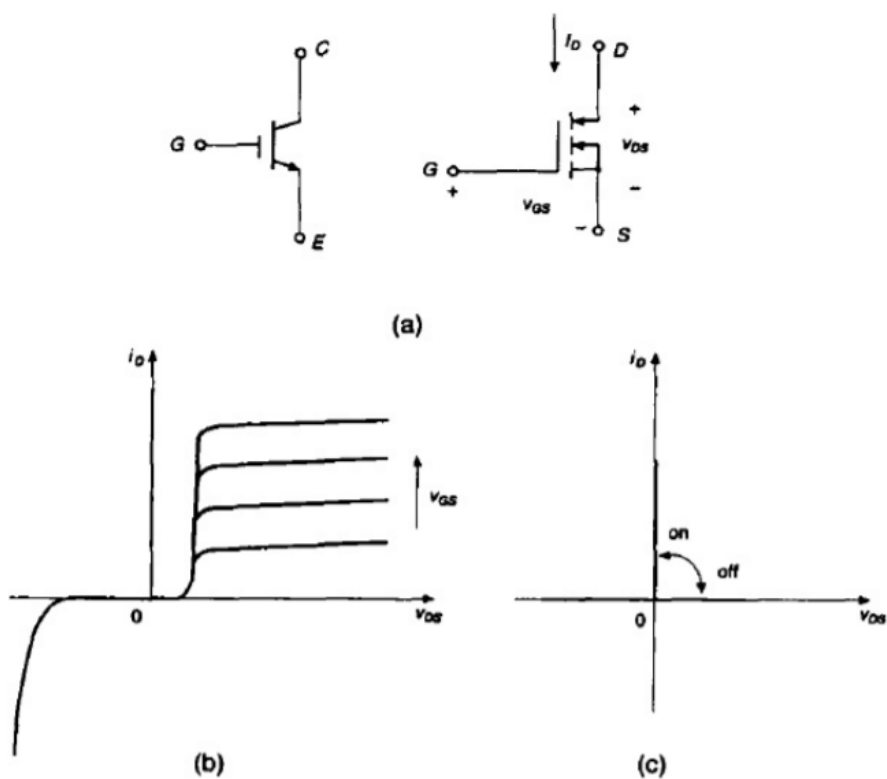 C
G
E
I_D
D
+
v_DS
−
G
+
v_GS
−
S
(a)
i_D
v_GS
0
v_DS
(b)
i_D
on
off
0
v_DS
(c)